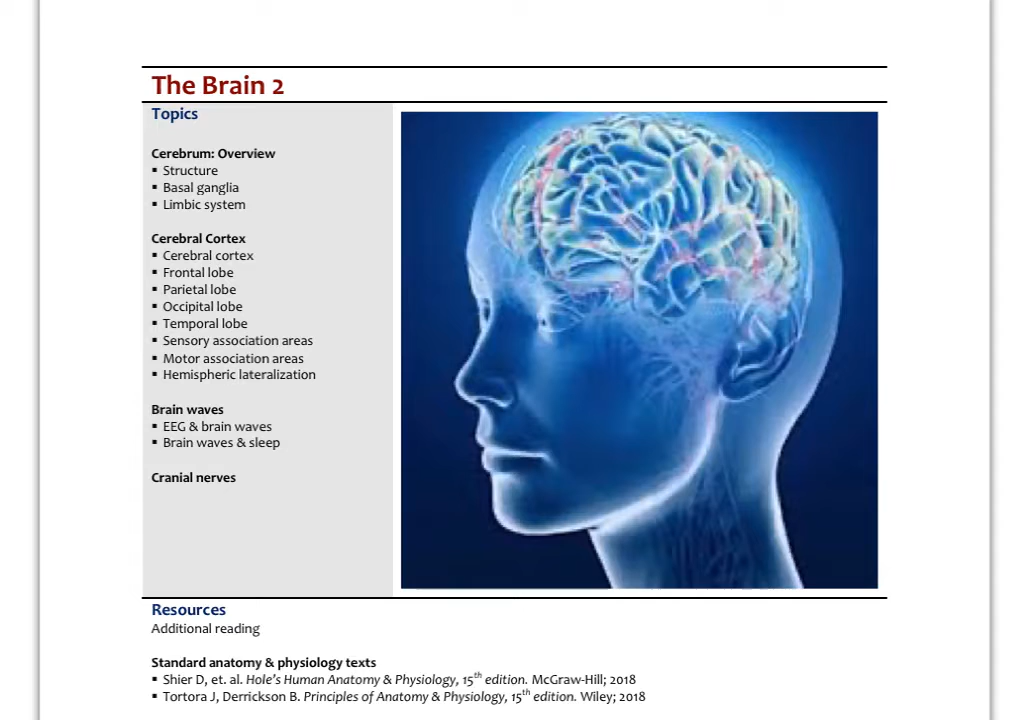 The Brain 2
Topics
Cerebrum: Overview
▪ Structure
▪ Basal ganglia
▪ Limbic system
Cerebral Cortex
▪ Cerebral cortex
▪ Frontal lobe
▪ Parietal lobe
▪ Occipital lobe
▪ Temporal lobe
▪ Sensory association areas
▪ Motor association areas
▪ Hemispheric lateralization
Brain waves
▪ EEG & brain waves
▪ Brain waves & sleep
Cranial nerves
Resources
Additional reading
Standard anatomy & physiology texts
▪ Shier D, et. al. Hole's Human Anatomy & Physiology, 15th edition. McGraw-Hill; 2018
▪ Tortora J, Derrickson B. Principles of Anatomy & Physiology, 15th edition. Wiley; 2018